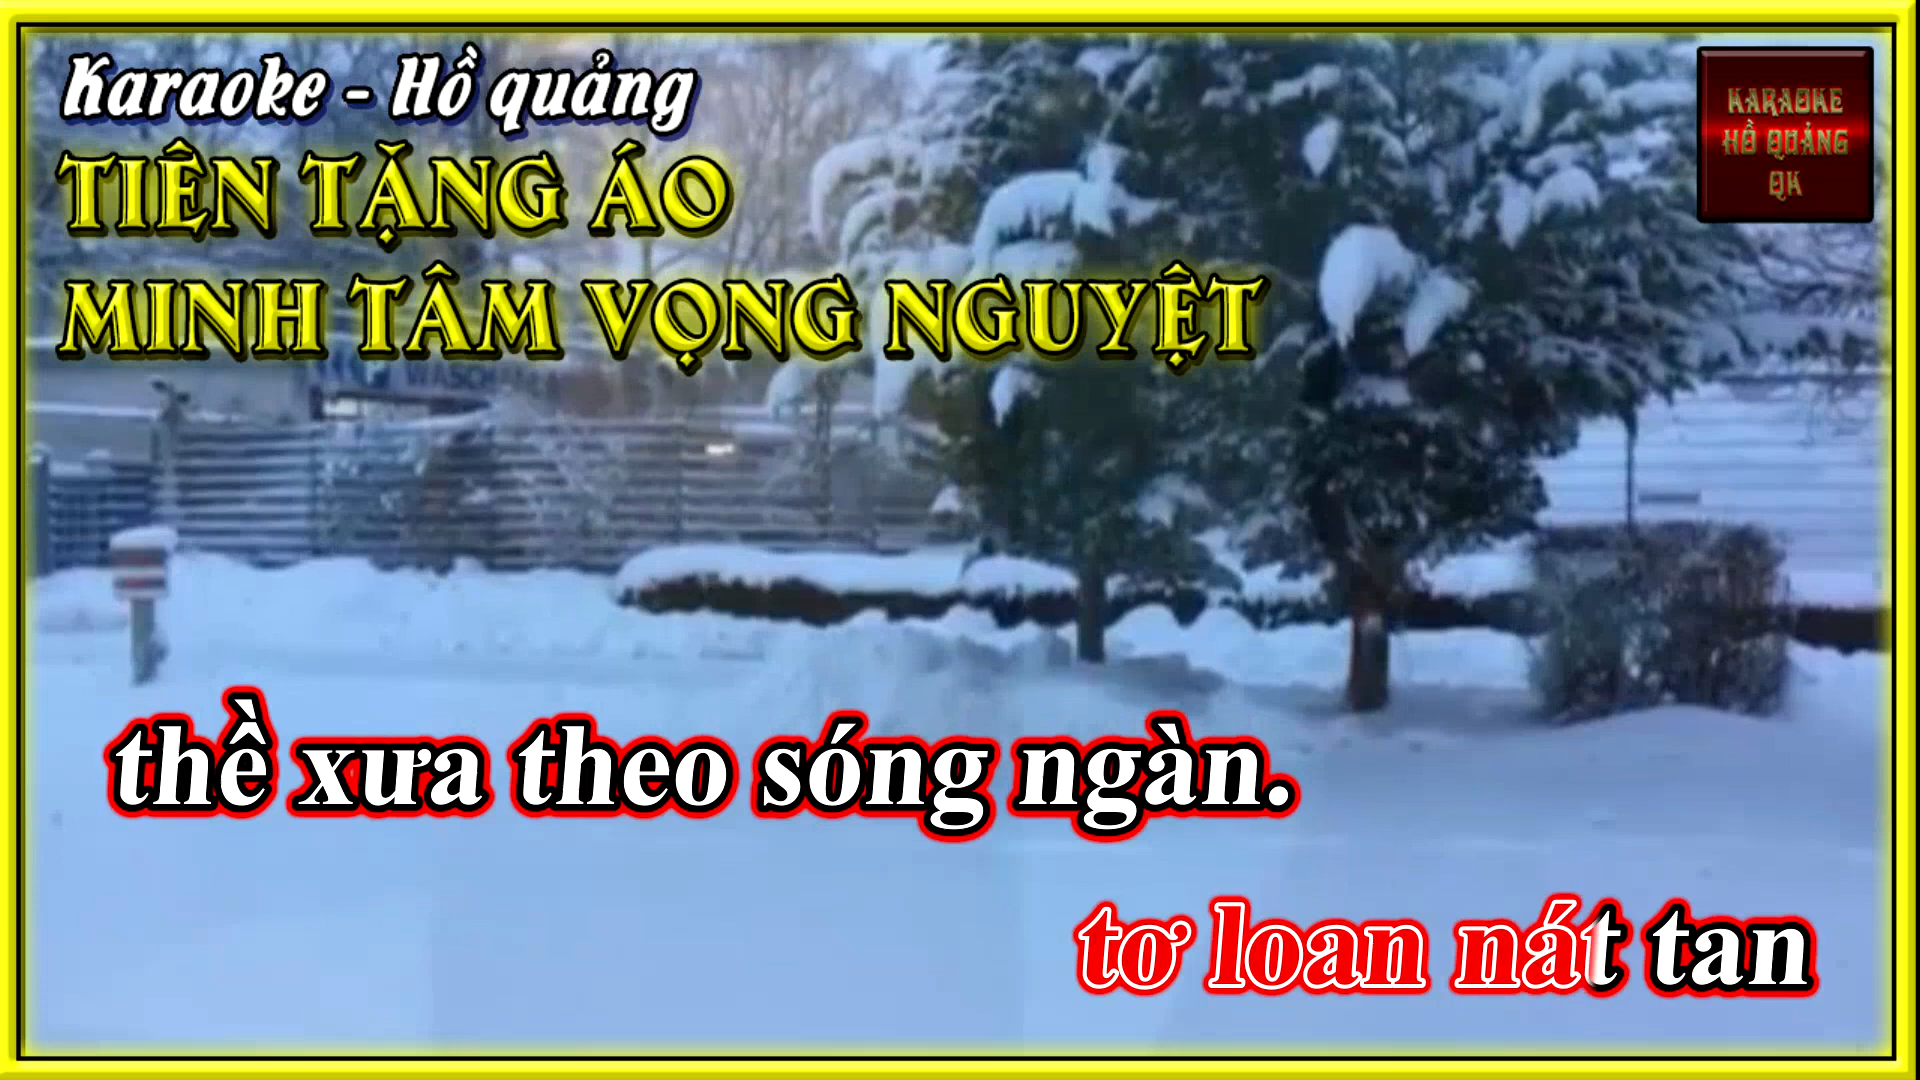 Karaoke - Hồ quảng
TIÊN TẶNG ÁO
MINH TÂM VỌNG NGUYỆT
KARAOKE
HỒ QUẢNG
QK
thề xưa theo sóng ngàn.
tơ loan nát tan